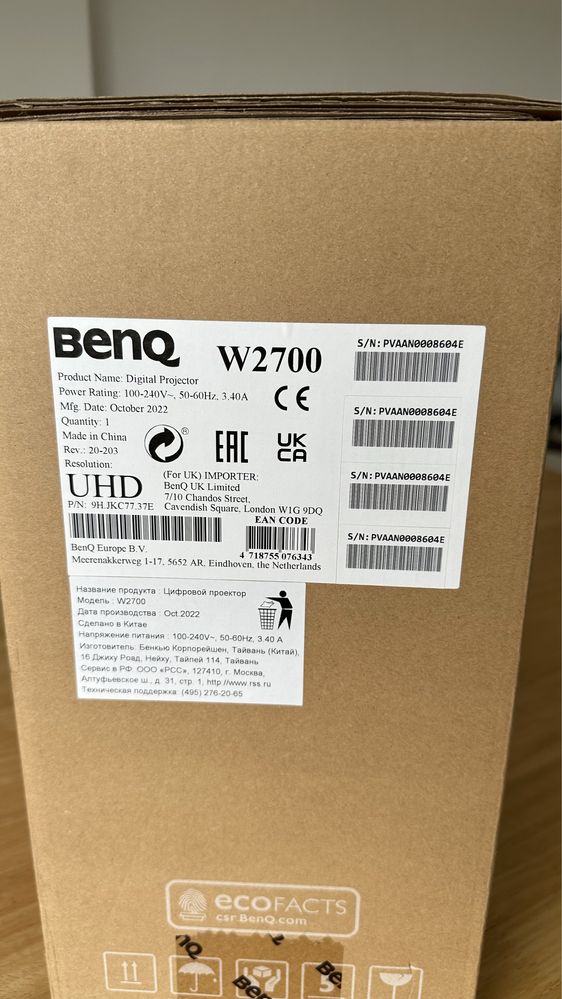 BenQ
W2700
Product Name: Digital Projector
Power Rating: 100-240V~, 50-60Hz, 3.40A
Mfg. Date: October 2022
Quantity: 1
Made in China
Rev.: 20-203
Resolution:
UHD
P/N: 9H.JKC77.37E
®
EAC
CE
UK
CA
(For UK) IMPORTER:
BenQ UK Limited
7/10 Chandos Street,
Cavendish Square, London W1G 9DQ
EAN CODE
4 718755 076343
BenQ Europe B.V.
Meerenakkerweg 1-17, 5652 AR, Eindhoven, the Netherlands
S/N: PVAAN0008604E
S/N: PVAAN0008604E
S/N: PVAAN0008604E
S/N: PVAAN0008604E
Название продукта : Цифровой проектор
Модель : W2700
Дата производства : Oct.2022
Сделано в Китае
Напряжение питания : 100-240V~, 50-60Hz, 3.40 A
Изготовитель: Бенкью Корпорейшен, Тайвань (Китай),
16 Джиху Роад, Нейху, Тайпей 114, Тайвань
Сервис в РФ: ООО «РСС», 127410, г. Москва,
Алтуфьевское ш., д. 31, стр. 1, http://www.rss.ru
Техническая поддержка: (495) 276-20-65
ecoFACTS
csr.BenQ.com
5